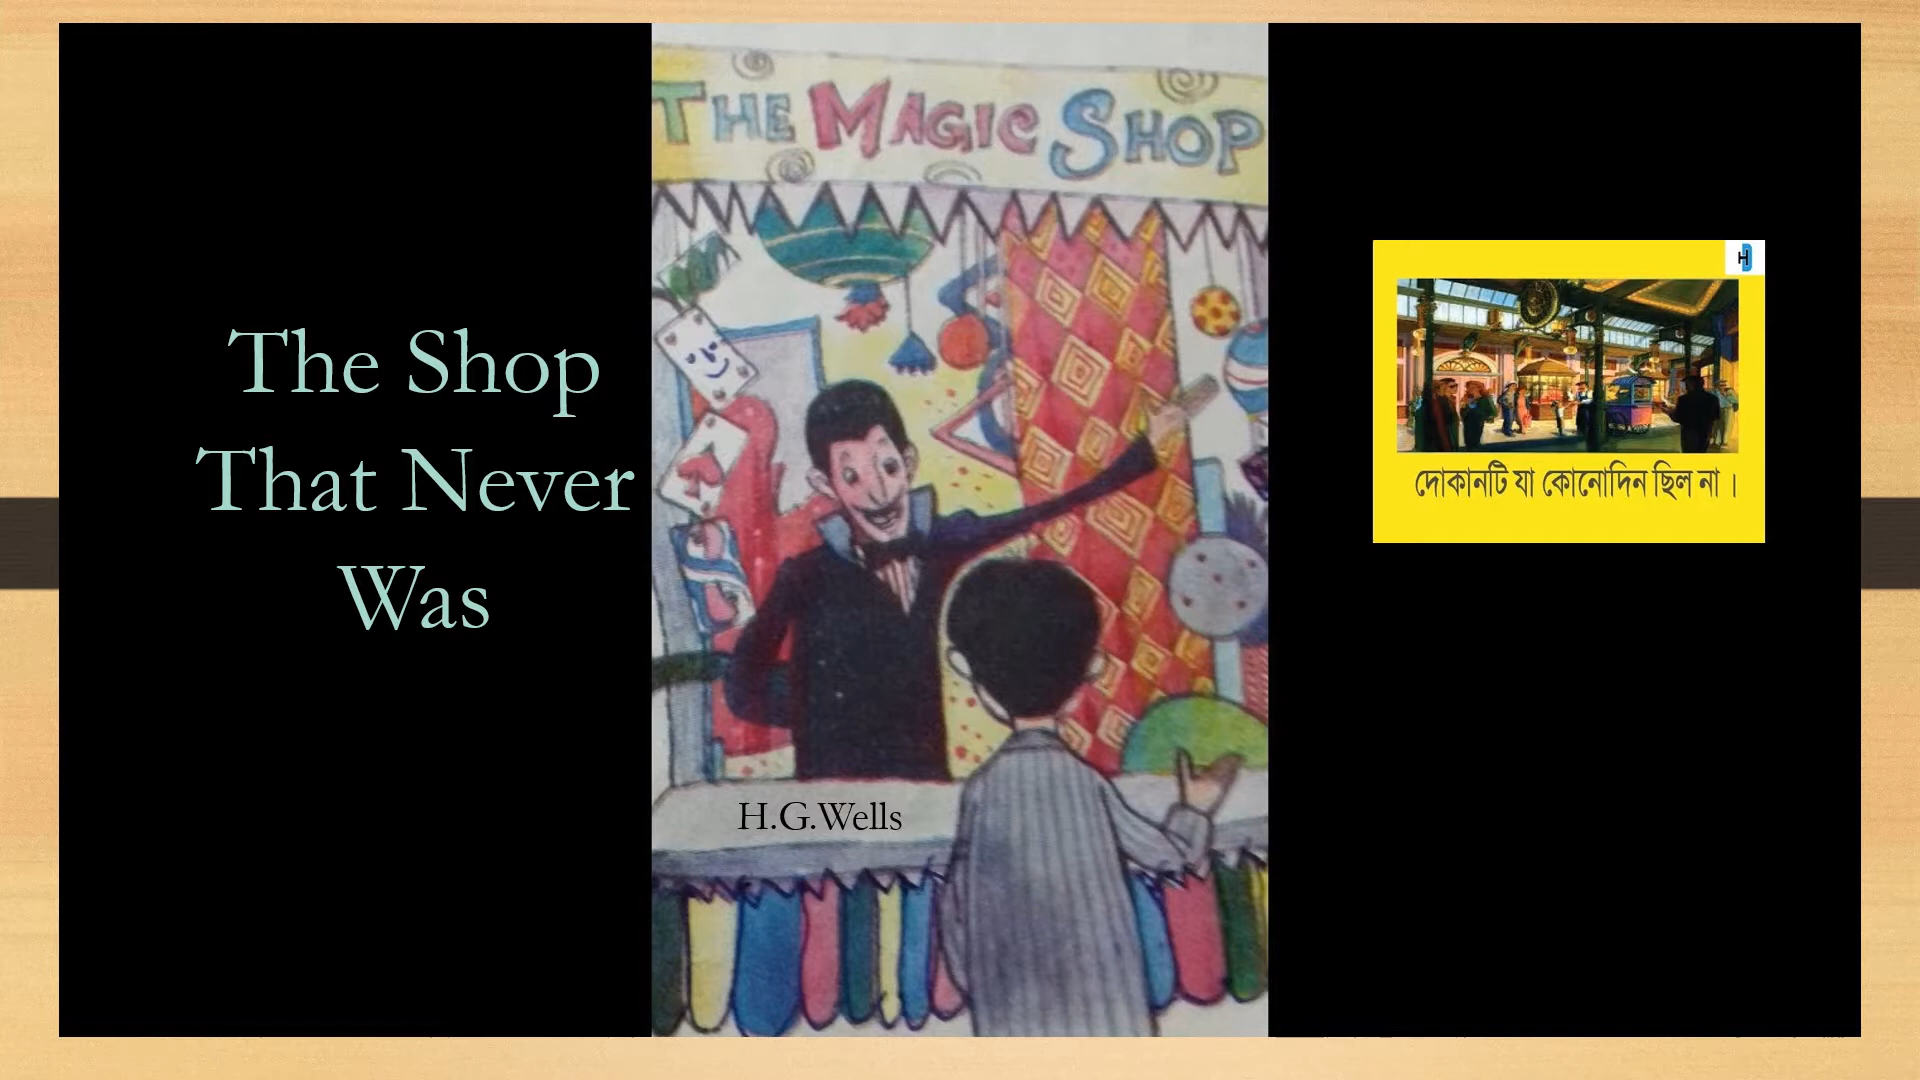 The Shop
That Never
Was
THE MAGIC SHOP
H.G.Wells
দোকানটি যা কোনোদিন ছিল না ।